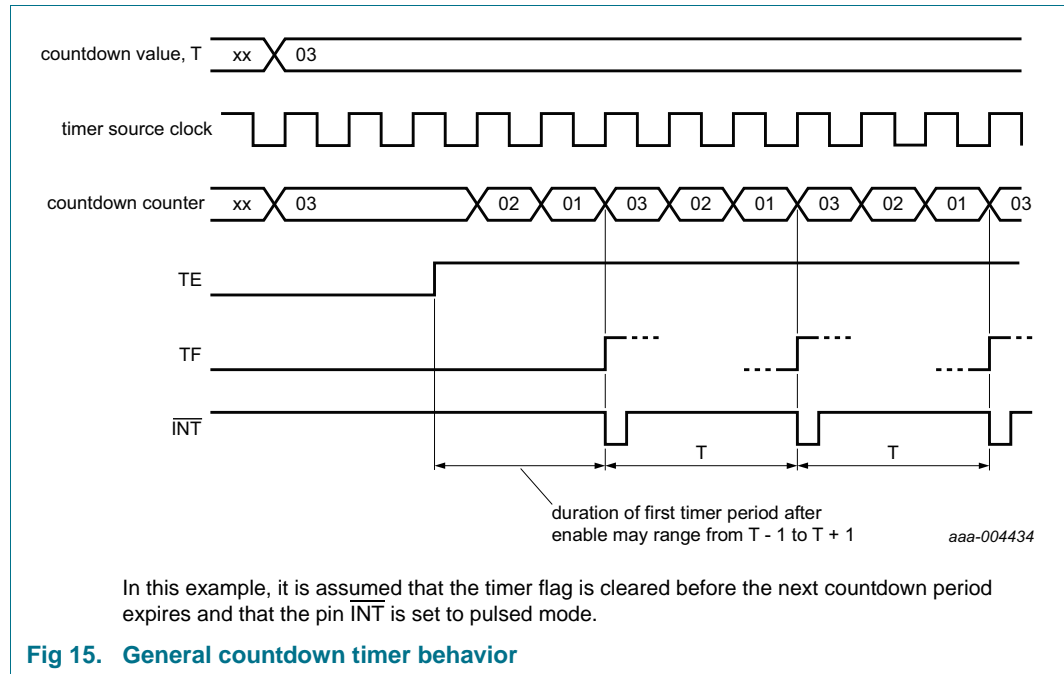 countdown value, T xx 03
timer source clock
countdown counter xx 03 02 01 03 02 01 03 02 01 03
TE
TF
INT
T T
duration of first timer period after
enable may range from T - 1 to T + 1
aaa-004434
In this example, it is assumed that the timer flag is cleared before the next countdown period
expires and that the pin INT is set to pulsed mode.
Fig 15. General countdown timer behavior